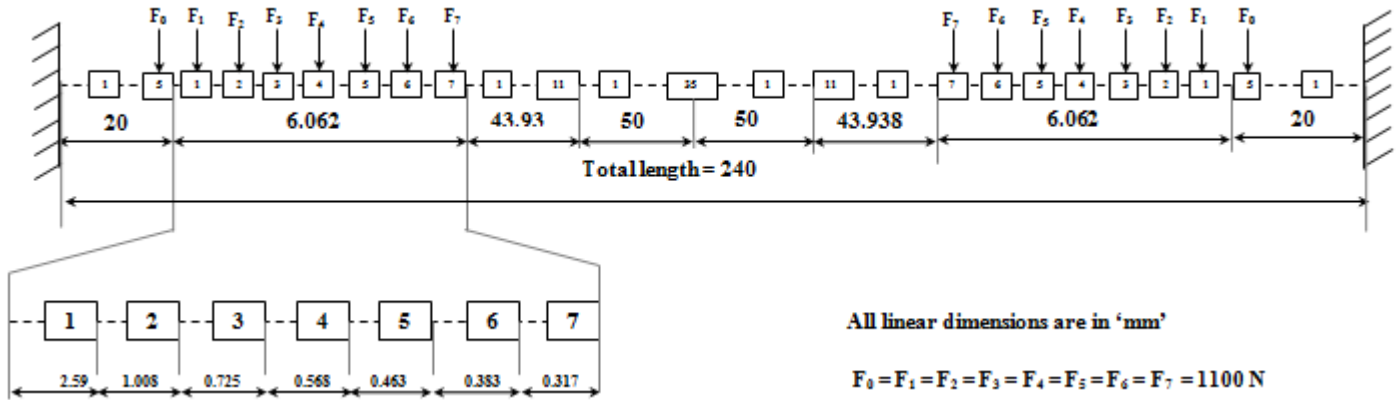 F₀ F₁ F₂ F₃ F₄ F₅ F₆ F₇ F₇ F₆ F₅ F₄ F₃ F₂ F₁ F₀
1 5 1 2 3 4 5 6 7 1 11 1 35 1 11 1 7 6 5 4 3 2 1 5 1
20 6.062 43.93 50 50 43.938 6.062 20
Total length = 240
1 2 3 4 5 6 7
2.59 1.008 0.725 0.568 0.463 0.383 0.317
All linear dimensions are in ‘mm’
F₀ = F₁ = F₂ = F₃ = F₄ = F₅ = F₆ = F₇ = 1100 N